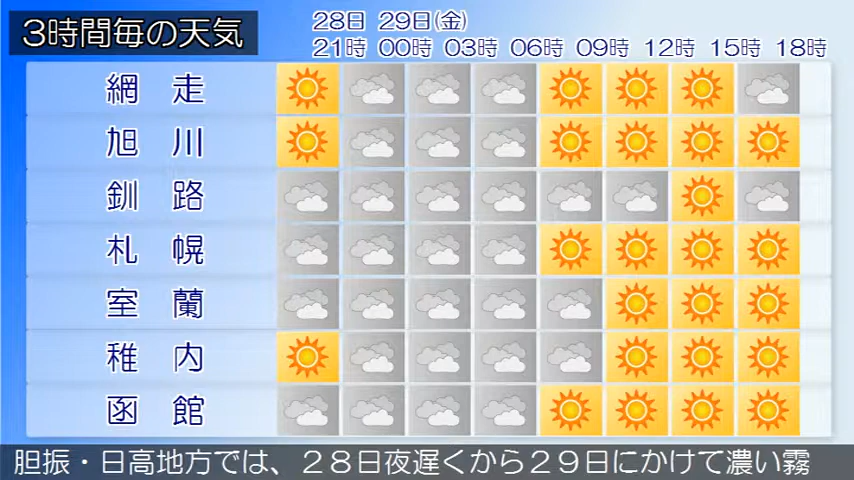 3時間毎の天気
28日 29日(金)
21時 00時 03時 06時 09時 12時 15時 18時
網 走
旭 川
釧 路
札 幌
室 蘭
稚 内
函 館
胆振・日高地方では、２８日夜遅くから２９日にかけて濃い霧